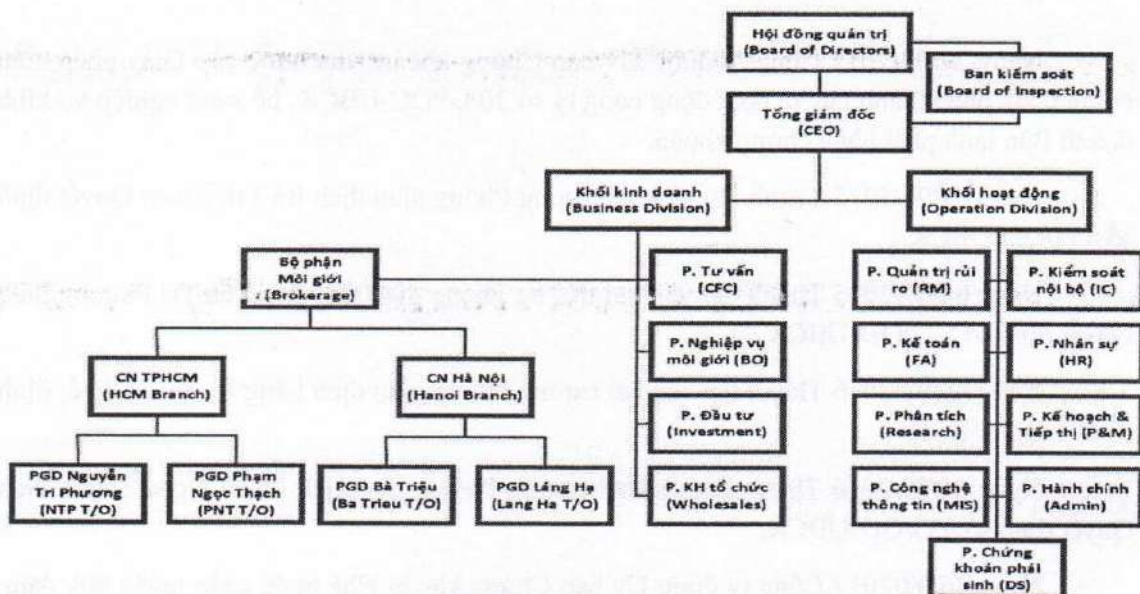 Hội đồng quản trị
(Board of Directors)
Ban kiểm soát
(Board of Inspection)
Tổng giám đốc
(CEO)
Khối kinh doanh
(Business Division)
Khối hoạt động
(Operation Division)
Bộ phận
Môi giới
(Brokerage)
P. Tư vấn
(CFC)
P. Quản trị rủi
ro (RM)
P. Kiểm soát
nội bộ (IC)
P. Nghiệp vụ
môi giới (BO)
P. Kế toán
(FA)
P. Nhân sự
(HR)
CN TPHCM
(HCM Branch)
CN Hà Nội
(Hanoi Branch)
P. Đầu tư
(Investment)
P. Phân tích
(Research)
P. Kế hoạch &
Tiếp thị (P&M)
PGD Nguyễn
Tri Phương
(NTP T/O)
PGD Phạm
Ngọc Thạch
(PNT T/O)
PGD Bà Triệu
(Ba Trieu T/O)
PGD Láng Hạ
(Lang Ha T/O)
P. Định chế
(Wholesales)
P. Công nghệ
thông tin (MIS)
P. Hành chính
(Admin)
P. Chứng
khoán phái
sinh (DS)